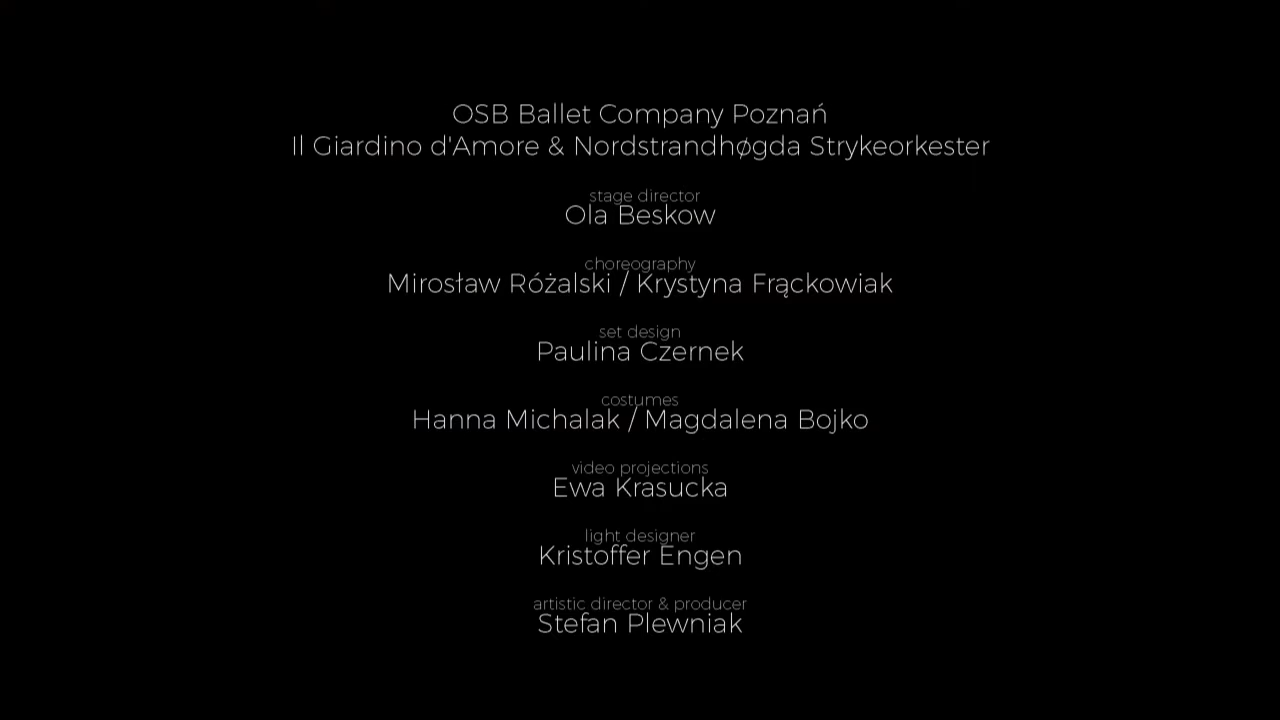 OSB Ballet Company Poznań
Il Giardino d'Amore & Nordstrandhøgda Strykeorkester
stage director
Ola Beskow
choreography
Mirosław Różalski / Krystyna Frąckowiak
set design
Paulina Czernek
costumes
Hanna Michalak / Magdalena Bojko
video projections
Ewa Krasucka
light designer
Kristoffer Engen
artistic director & producer
Stefan Plewniak